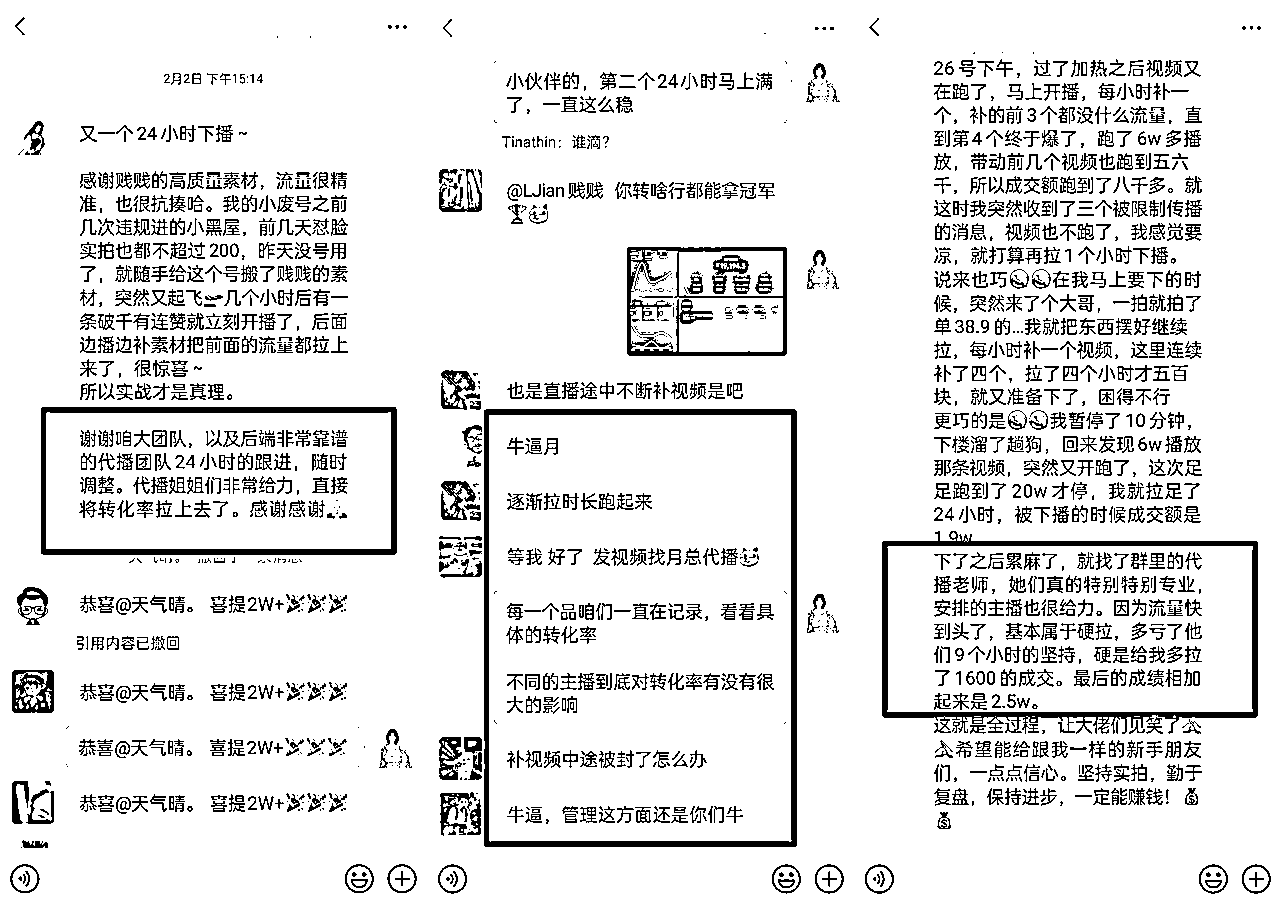 2月2日 下午15:14
又一个24小时下播~
感谢贱贱的高质量素材，流量很精
准，也很抗揍哈。我的小废号之前
几次违规进的小黑屋，前几天怼脸
实拍也都不超过200，昨天没号用
了，就随手给这个号搬了贱贱的素
材，突然又起飞🛫几个小时后有一
条破千有连赞就立刻开播了，后面
边播边补素材把前面的流量都拉上
来了，很惊喜~
所以实战才是真理。
谢谢咱大团队，以及后端非常靠谱
的代播团队24小时的跟进，随时
调整。代播姐姐们非常给力，直接
将转化率拉上去了。感谢感谢
恭喜@天气晴。 喜提2W+🎉🎉🎉
引用内容已撤回
恭喜@天气晴。 喜提2W+🎉🎉🎉
恭喜@天气晴。 喜提2W+🎉🎉🎉
恭喜@天气晴。 喜提2W+🎉🎉🎉
小伙伴的，第二个24小时马上满
了，一直这么稳
Tinathin：谁滴？
@LJian贱贱 你转啥行都能拿冠军
🏆
也是直播途中不断补视频是吧
牛逼月
逐渐拉时长跑起来
等我 好了 发视频找月总代播
每一个品咱们一直在记录，看看具
体的转化率
不同的主播到底对转化率有没有很
大的影响
补视频中途被封了怎么办
牛逼，管理这方面还是你们牛
26号下午，过了加热之后视频又
在跑了，马上开播，每小时补一
个，补的前3个都没什么流量，直
到第4个终于爆了，跑了6w多播
放，带动前几个视频也跑到五六
千，所以成交额跑到了八千多。就
这时我突然收到了三个被限制传播
的消息，视频也不跑了，我感觉要
凉，就打算再拉1个小时下播。
说来也巧🤣🤣在我马上要下的时
候，突然来了个大哥，一拍就拍了
单38.9的...我就把东西摆好继续
拉，每小时补一个视频，这里连续
补了四个，拉了四个小时才五百
块，就又准备下了，困得不行
更巧的是🤣🤣我暂停了10分钟，
下楼溜了趟狗，回来发现6w播放
那条视频，突然又开跑了，这次足
足跑到了20w才停，我就拉足了
24小时，被下播的时候成交额是
1.9w
下了之后累麻了，就找了群里的代
播老师，她们真的特别特别专业，
安排的主播也很给力。因为流量快
到头了，基本属于硬拉，多亏了他
们9个小时的坚持，硬是给我多拉
了1600的成交。最后的成绩相加
起来是2.5w。
这就是全过程，让大佬们见笑了
希望能给跟我一样的新手朋友
们，一点点信心。坚持实拍，勤于
复盘，保持进步，一定能赚钱！💰
💰